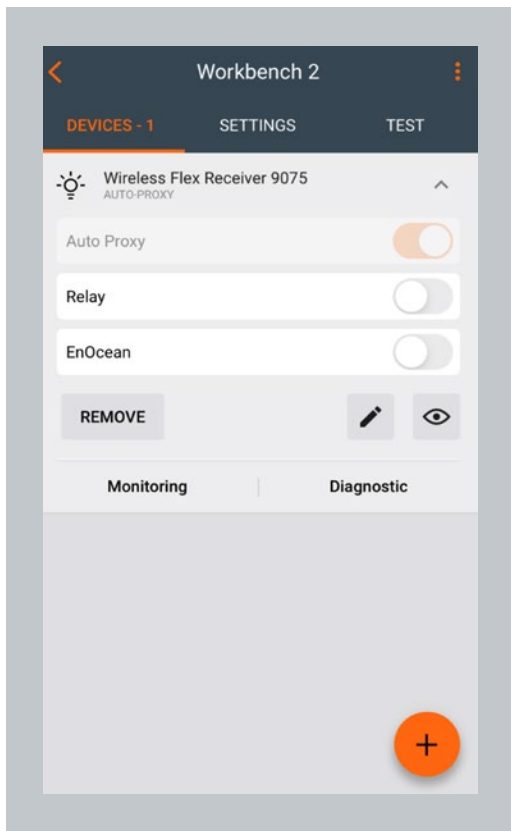 Workbench 2
DEVICES - 1 SETTINGS TEST
Wireless Flex Receiver 9075
AUTO-PROXY
Auto Proxy
Relay
EnOcean
REMOVE
Monitoring Diagnostic